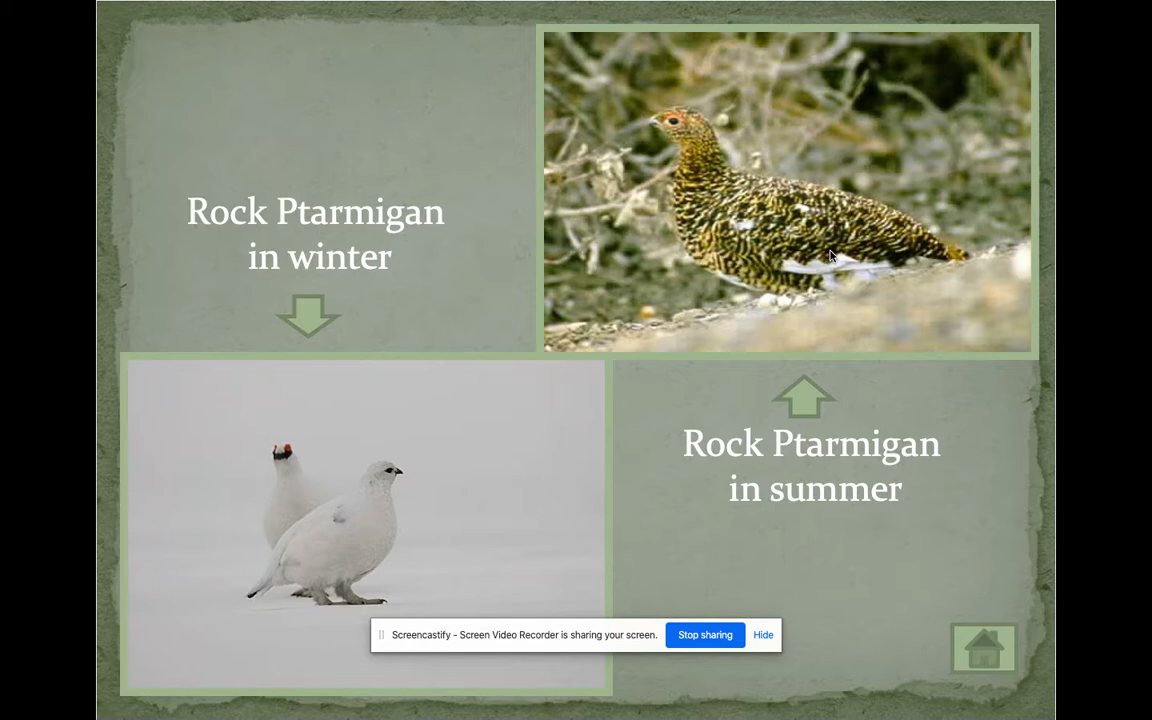 Rock Ptarmigan
in winter
Rock Ptarmigan
in summer
Screencastify - Screen Video Recorder is sharing your screen.
Stop sharing
Hide